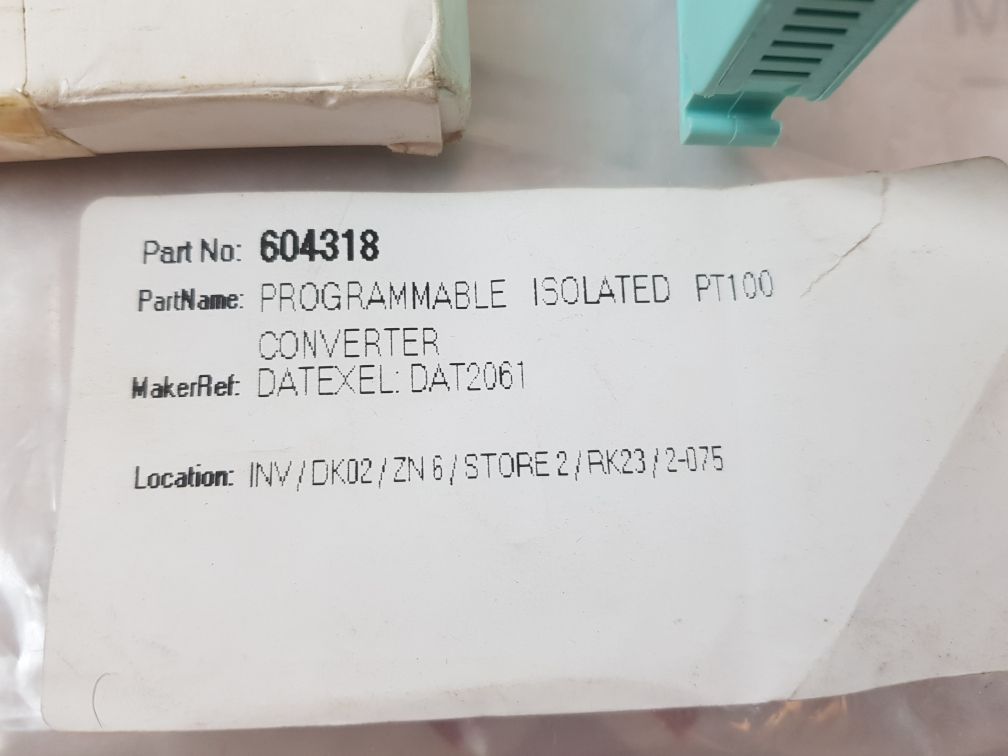 Part No: 604318
PartName: PROGRAMMABLE ISOLATED PT100
CONVERTER
MakerRef: DATEXEL: DAT2061
Location: INV/DK02/ZN 6/STORE 2/RK23/2-075